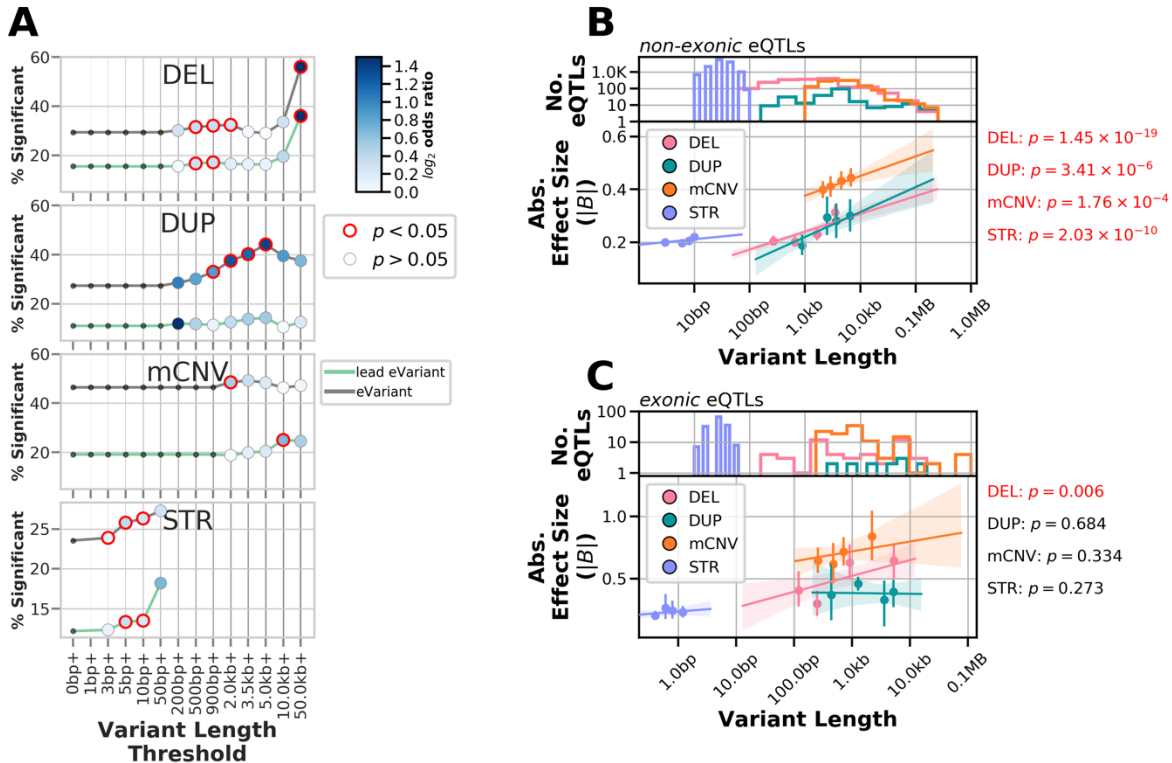 A
% Significant
60
40
20
DEL
% Significant
60
40
20
DUP
% Significant
60
40
20
mCNV
% Significant
25
20
15
STR
0bp+
1bp+
3bp+
5bp+
10bp+
50bp+
200bp+
500bp+
900bp+
2.0kb+
3.5kb+
5.0kb+
10.0kb+
50.0kb+
Variant Length
Threshold
1.4
1.2
1.0
0.8
0.6
0.4
0.2
0.0
log2 odds ratio
p < 0.05
p > 0.05
lead eVariant
eVariant
B
non-exonic eQTLs
No.
eQTLs
1.0K
100
10
1
Abs.
Effect Size
(|B|)
0.6
0.4
0.2
DEL
DUP
mCNV
STR
10bp
100bp
1.0kb
10.0kb
0.1MB
1.0MB
Variant Length
DEL: p = 1.45 × 10⁻¹⁹
DUP: p = 3.41 × 10⁻⁶
mCNV: p = 1.76 × 10⁻⁴
STR: p = 2.03 × 10⁻¹⁰
C
exonic eQTLs
No.
eQTLs
100
10
1
Abs.
Effect Size
(|B|)
1.0
0.5
DEL
DUP
mCNV
STR
1.0bp
10.0bp
100.0bp
1.0kb
10.0kb
0.1MB
Variant Length
DEL: p = 0.006
DUP: p = 0.684
mCNV: p = 0.334
STR: p = 0.273